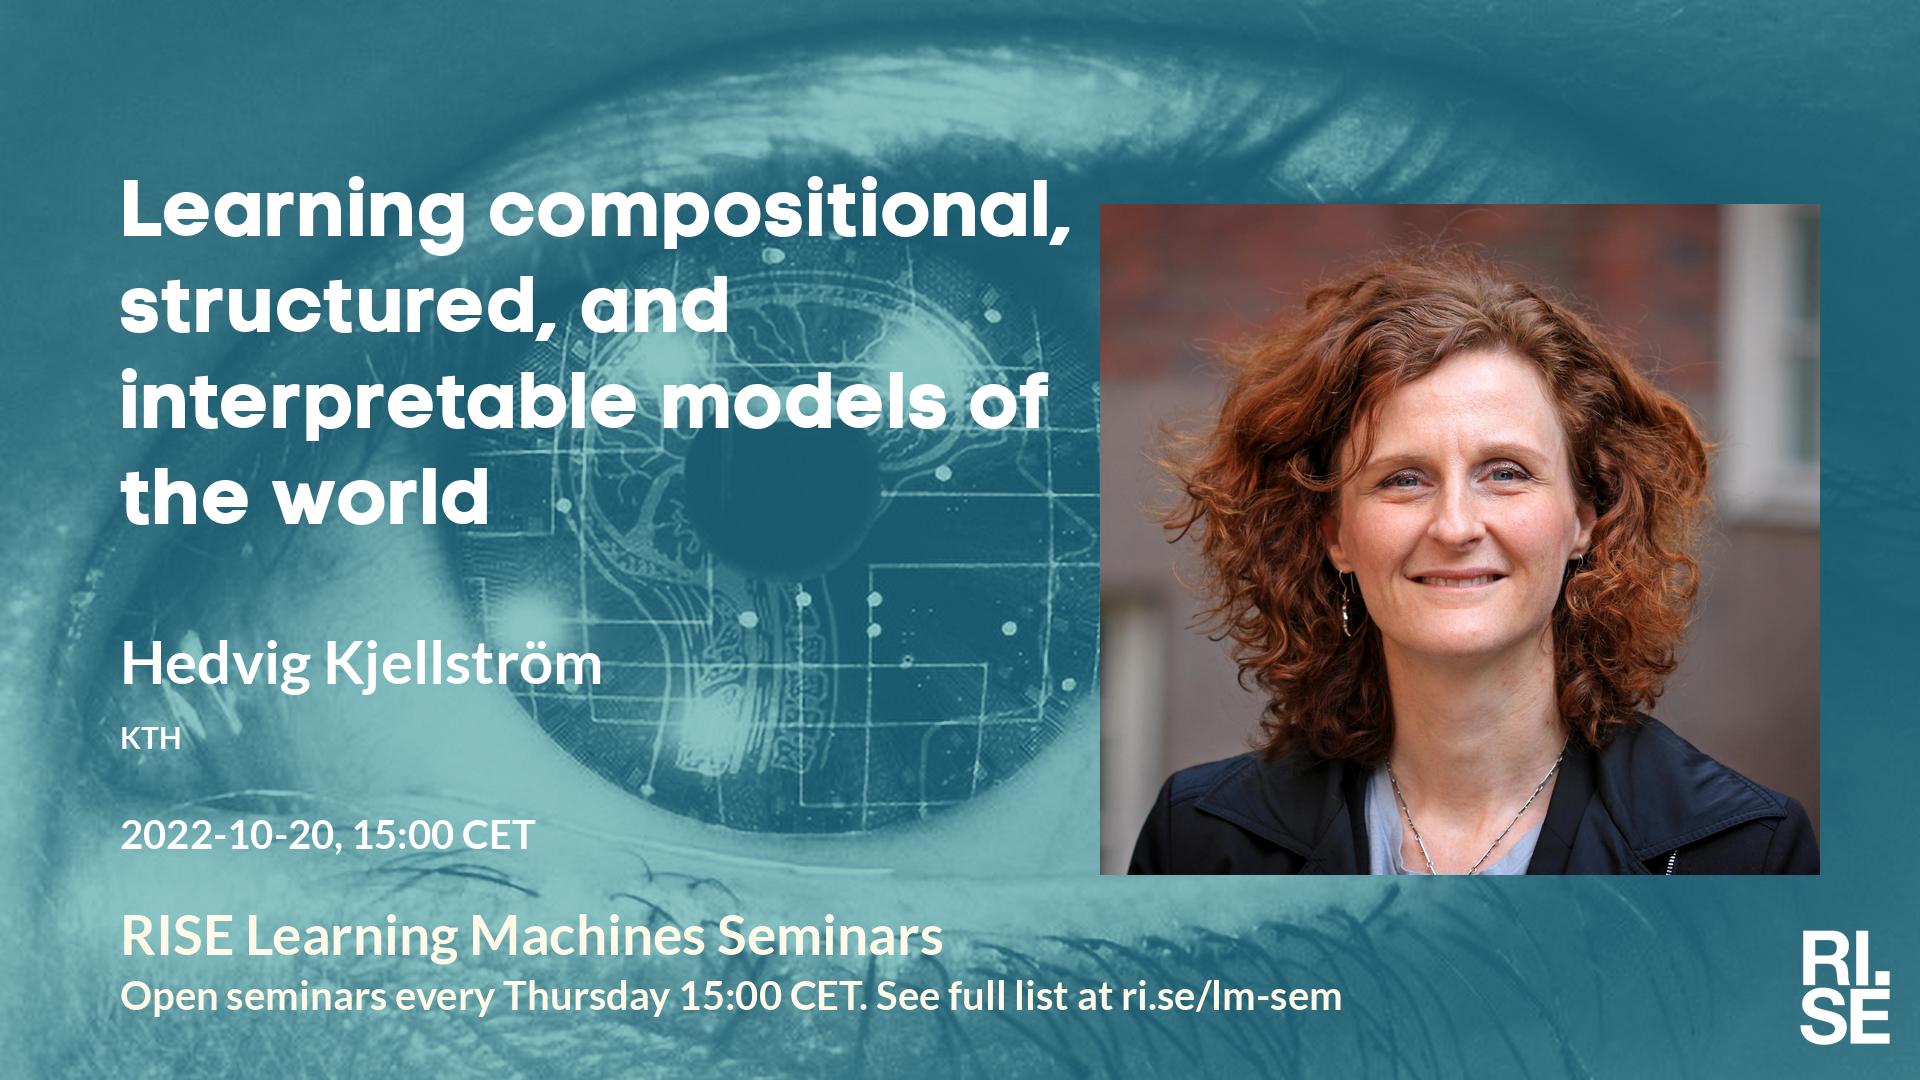 Learning compositional,
structured, and
interpretable models of
the world
Hedvig Kjellström
KTH
2022-10-20, 15:00 CET
RISE Learning Machines Seminars
Open seminars every Thursday 15:00 CET. See full list at ri.se/lm-sem
RI.
SE